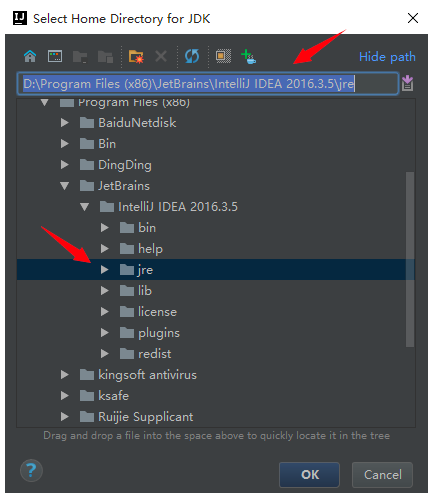 IJ Select Home Directory for JDK
Hide path
D:\Program Files (x86)\JetBrains\IntelliJ IDEA 2016.3.5\jre
Program Files (x86)
BaiduNetdisk
Bin
DingDing
JetBrains
IntelliJ IDEA 2016.3.5
bin
help
jre
lib
license
plugins
redist
kingsoft antivirus
ksafe
Ruijie Supplicant
Drag and drop a file into the space above to quickly locate it in the tree
?
OK
Cancel